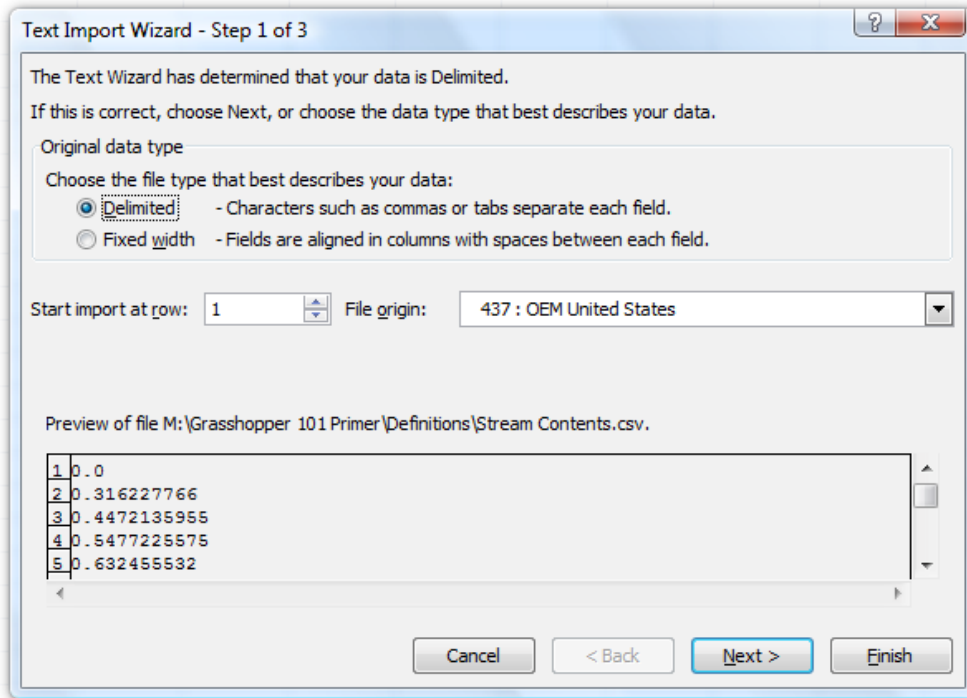 Text Import Wizard - Step 1 of 3
?
The Text Wizard has determined that your data is Delimited.
If this is correct, choose Next, or choose the data type that best describes your data.
Original data type
Choose the file type that best describes your data:
Delimited - Characters such as commas or tabs separate each field.
Fixed width - Fields are aligned in columns with spaces between each field.
Start import at row: 1 File origin: 437 : OEM United States
Preview of file M:\Grasshopper 101 Primer\Definitions\Stream Contents.csv.
1 0.0
2 0.316227766
3 0.4472135955
4 0.5477225575
5 0.632455532
Cancel < Back Next > Finish